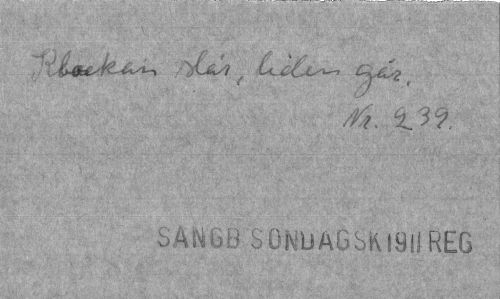 Klockan slår, tiden går.
Nr. 239.
SANGB SONDAGSK 1911 REG